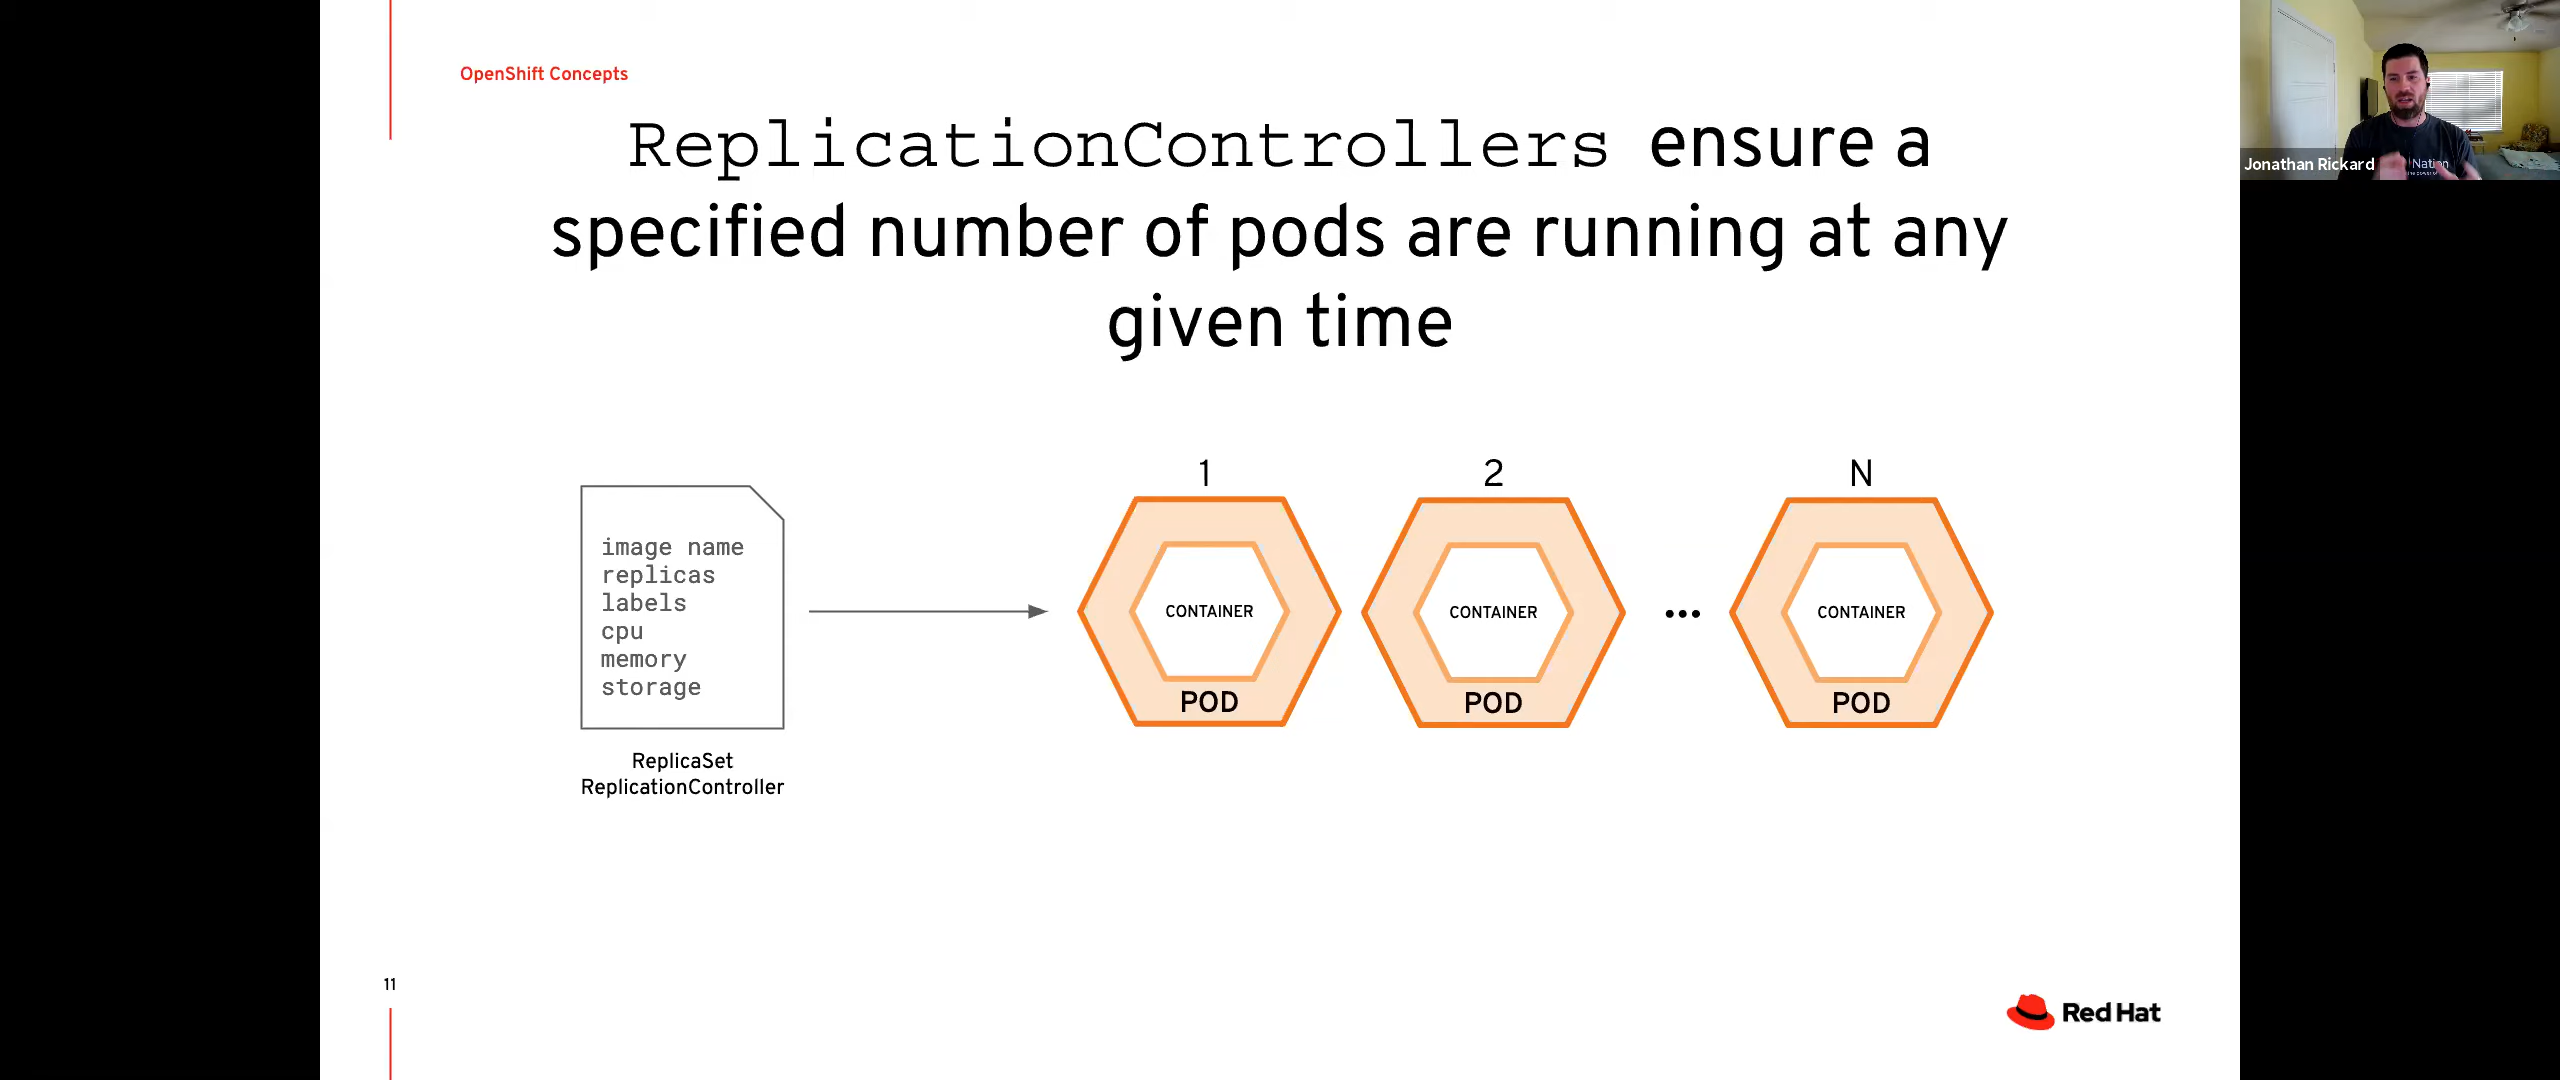 OpenShift Concepts
ReplicationControllers ensure a
specified number of pods are running at any
given time
image name
replicas
labels
cpu
memory
storage
ReplicaSet
ReplicationController
1
CONTAINER
POD
2
CONTAINER
POD
...
N
CONTAINER
POD
11
Red Hat
Jonathan Rickard
Nation